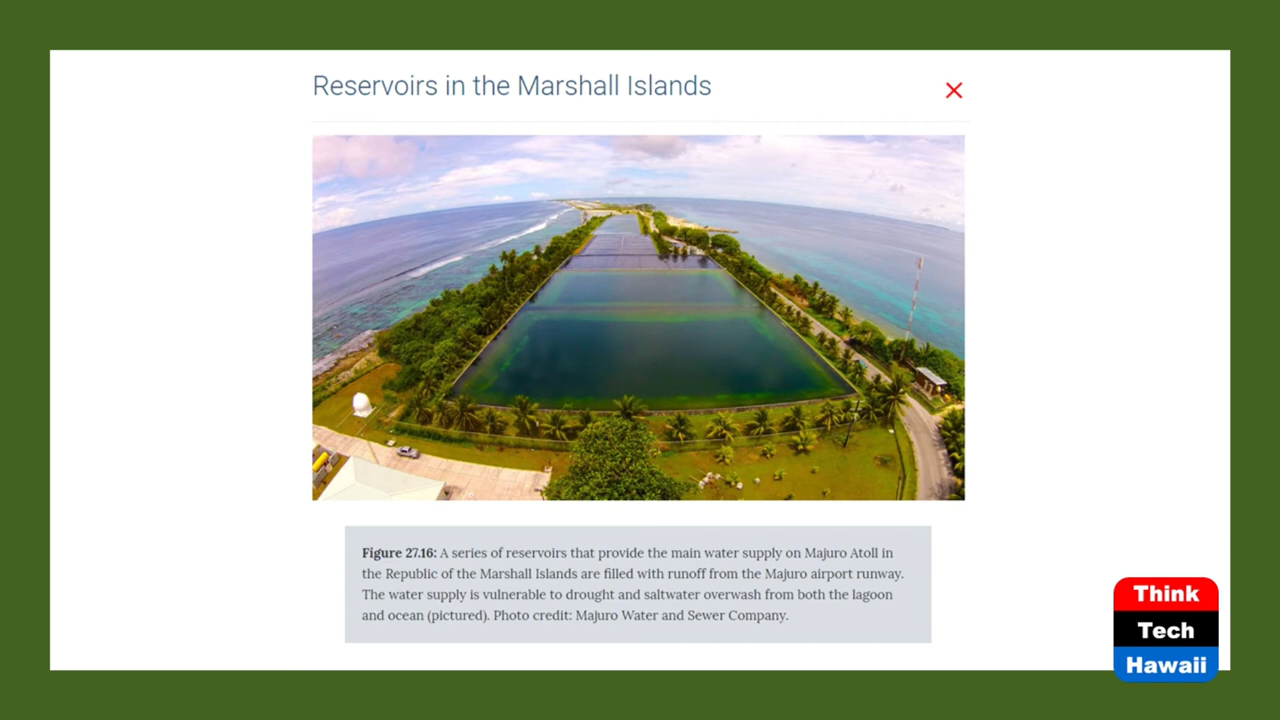 Reservoirs in the Marshall Islands
Figure 27.16: A series of reservoirs that provide the main water supply on Majuro Atoll in
the Republic of the Marshall Islands are filled with runoff from the Majuro airport runway.
The water supply is vulnerable to drought and saltwater overwash from both the lagoon
and ocean (pictured). Photo credit: Majuro Water and Sewer Company.
Think
Tech
Hawaii